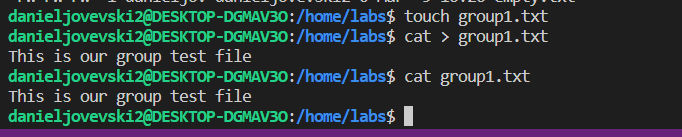 danieljovevski2@DESKTOP-DGMAV3O:/home/labs$ touch group1.txt
danieljovevski2@DESKTOP-DGMAV3O:/home/labs$ cat > group1.txt
This is our group test file
danieljovevski2@DESKTOP-DGMAV3O:/home/labs$ cat group1.txt
This is our group test file
danieljovevski2@DESKTOP-DGMAV3O:/home/labs$